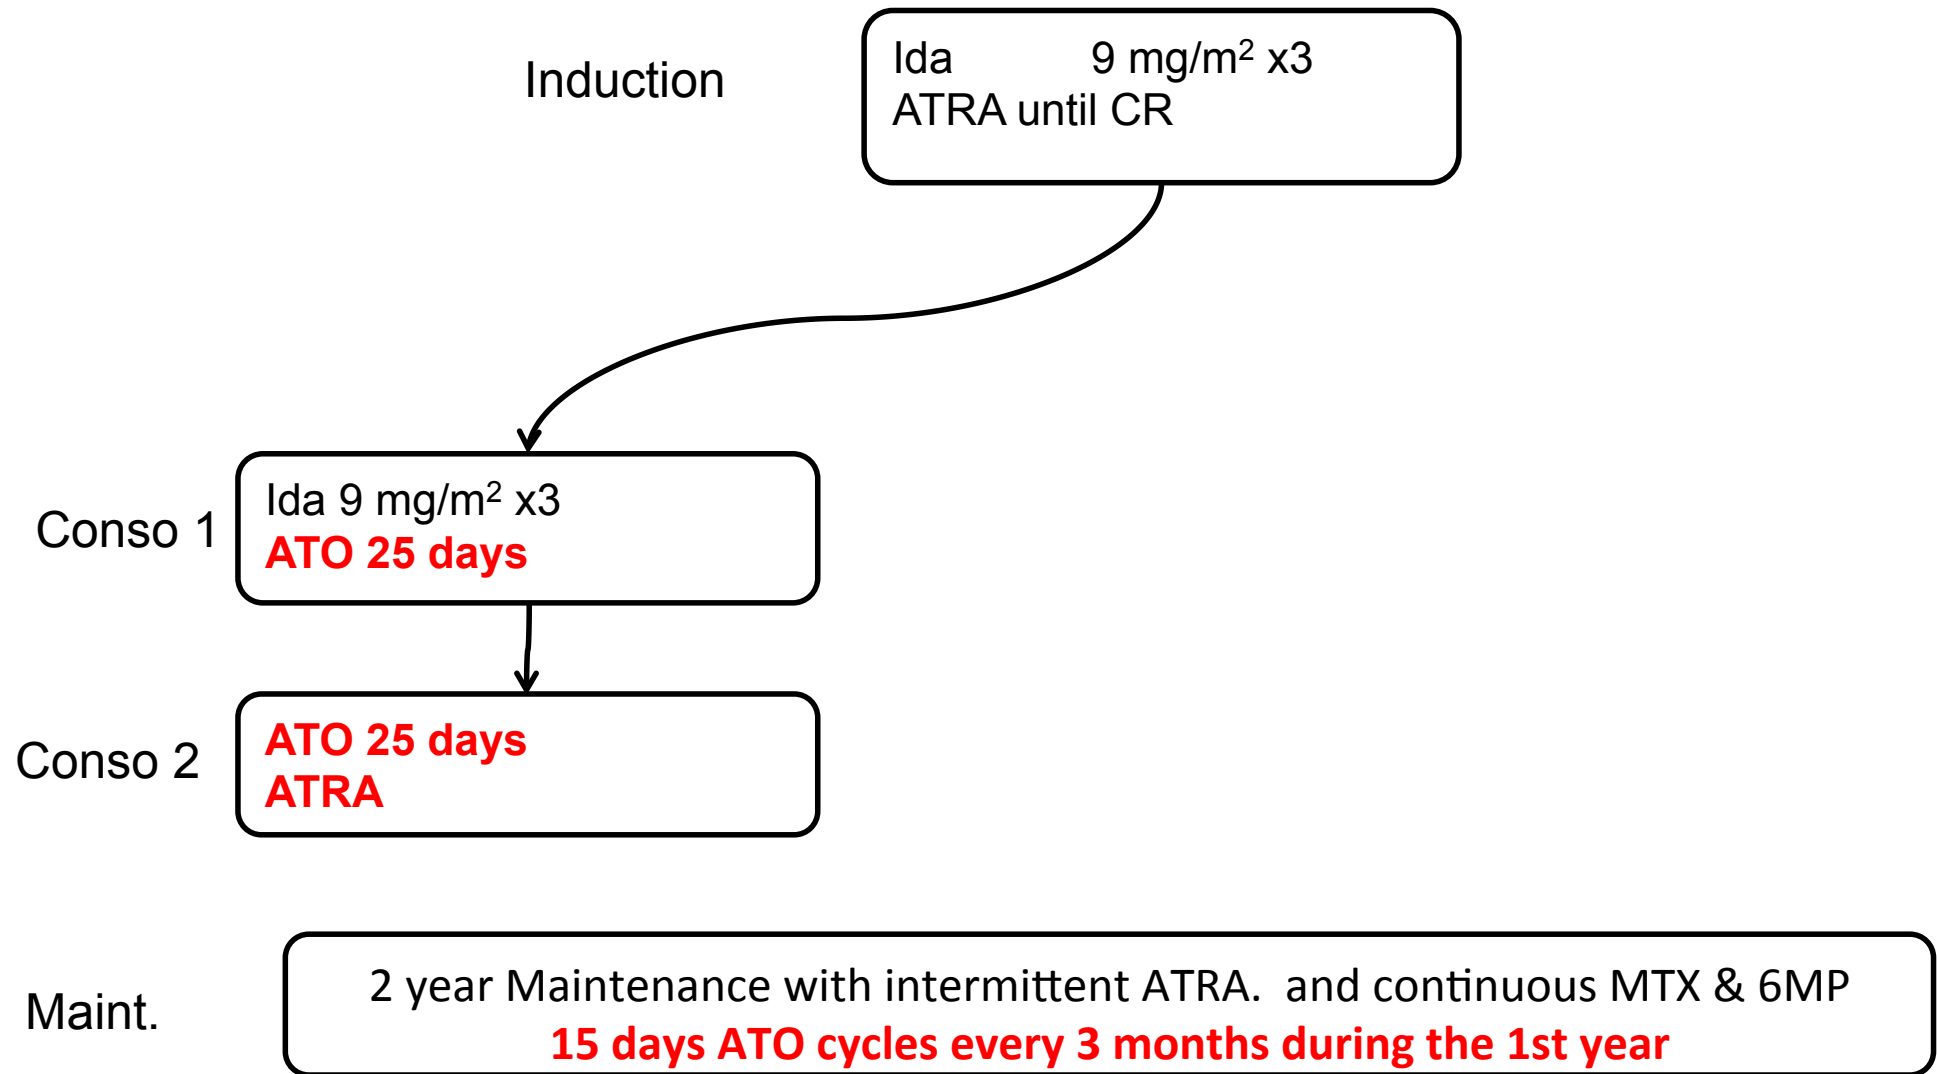 Induction
Ida 9 mg/m² x3
ATRA until CR
Conso 1
Ida 9 mg/m² x3
ATO 25 days
Conso 2
ATO 25 days
ATRA
Maint.
2 year Maintenance with intermittent ATRA. and continuous MTX & 6MP
15 days ATO cycles every 3 months during the 1st year